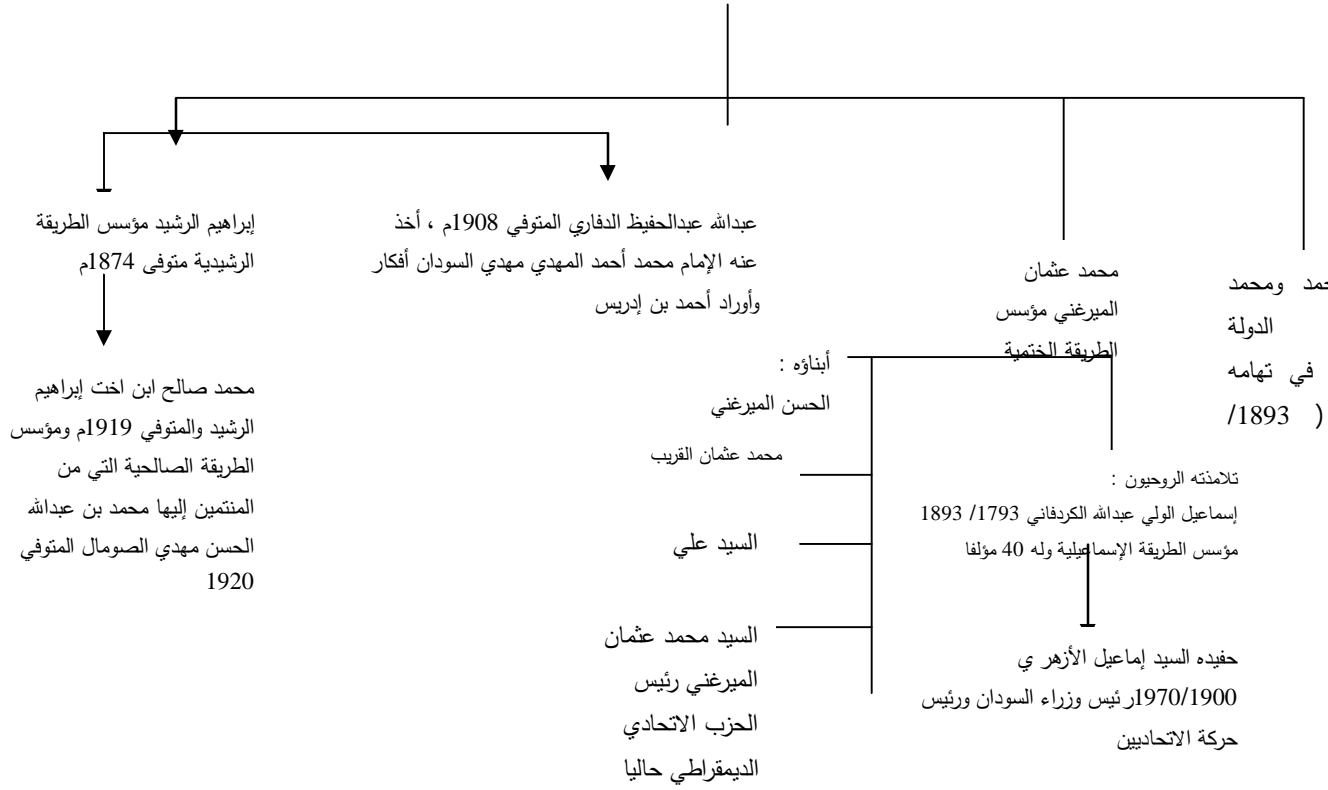 حمد ومحمد
الدولة
في تهامه
( 1893/
محمد عثمان
الميرغني مؤسس
الطريقة الختمية
عبدالله عبدالحفيظ الدفاري المتوفي 1908م ، أخذ
عنه الإمام محمد أحمد المهدي مهدي السودان أفكار
وأوراد أحمد بن إدريس
إبراهيم الرشيد مؤسس الطريقة
الرشيدية متوفى 1874م
محمد صالح ابن اخت إبراهيم
الرشيد والمتوفي 1919م ومؤسس
الطريقة الصالحية التي من
المنتمين إليها محمد بن عبدالله
الحسن مهدي الصومال المتوفي
1920
أبناؤه :
الحسن الميرغني
محمد عثمان القريب
السيد علي
السيد محمد عثمان
الميرغني رئيس
الحزب الاتحادي
الديمقراطي حاليا
تلامذته الروحيون :
إسماعيل الولي عبدالله الكردفاني 1793/ 1893
مؤسس الطريقة الإسماعيلية وله 40 مؤلفا
حفيده السيد إماعيل الأزهر ي
1970/1900رئيس وزراء السودان ورئيس
حركة الاتحاديين